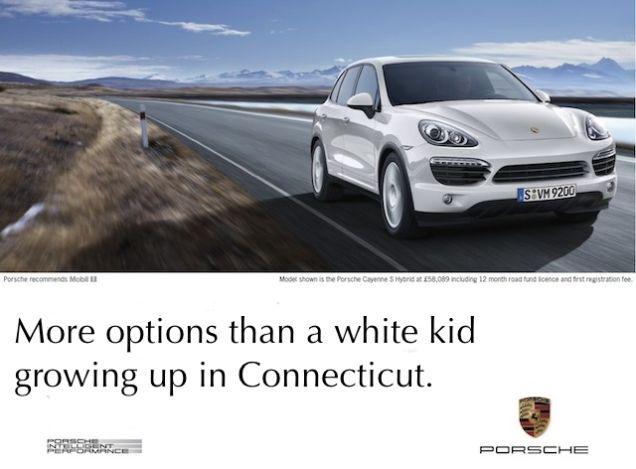 S VM 9200
Porsche recommends Mobil 1
Model shown is the Porsche Cayenne S Hybrid at £58,089 including 12 month road fund licence and first registration fee.
More options than a white kid
growing up in Connecticut.
PORSCHE
INTELLIGENT
PERFORMANCE
PORSCHE